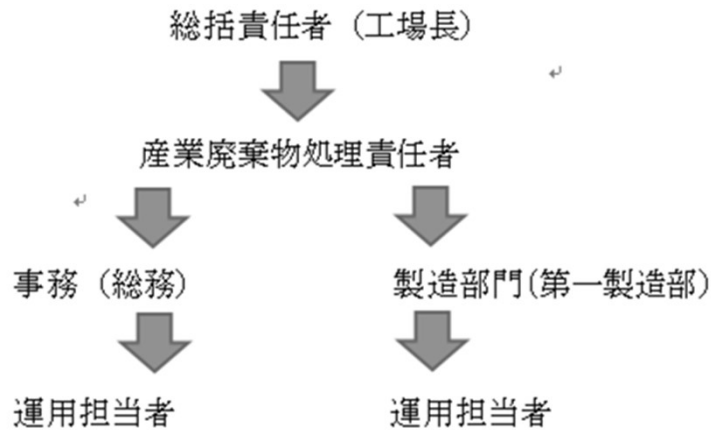 総括責任者（工場長）
産業廃棄物処理責任者
事務（総務）
製造部門(第一製造部）
運用担当者
運用担当者